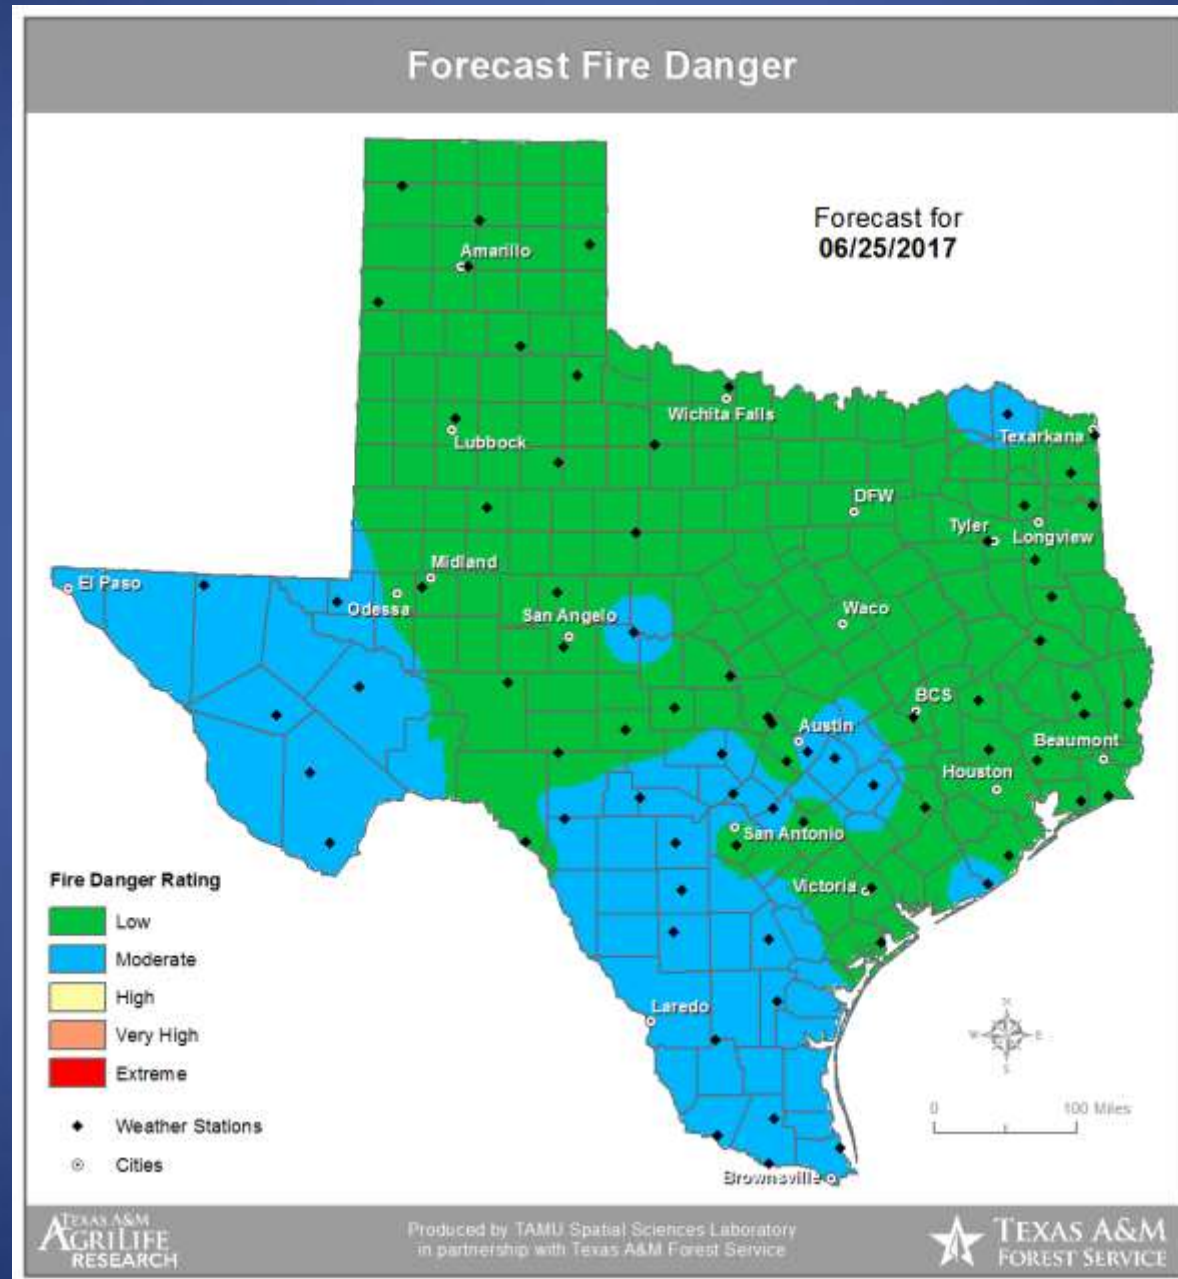 Forecast Fire Danger
Forecast for
06/25/2017
Amarillo
Wichita Falls
Lubbock
Texarkana
DFW
Tyler
Longview
Midland
El Paso
Odessa
San Angelo
Waco
BCS
Austin
Beaumont
Houston
San Antonio
Victoria
Laredo
Brownsville
Fire Danger Rating
Low
Moderate
High
Very High
Extreme
Weather Stations
Cities
N
W
E
S
0
100 Miles
TEXAS A&M
AGRILIFE
RESEARCH
Produced by TAMU Spatial Sciences Laboratory
in partnership with Texas A&M Forest Service
TEXAS A&M
FOREST SERVICE